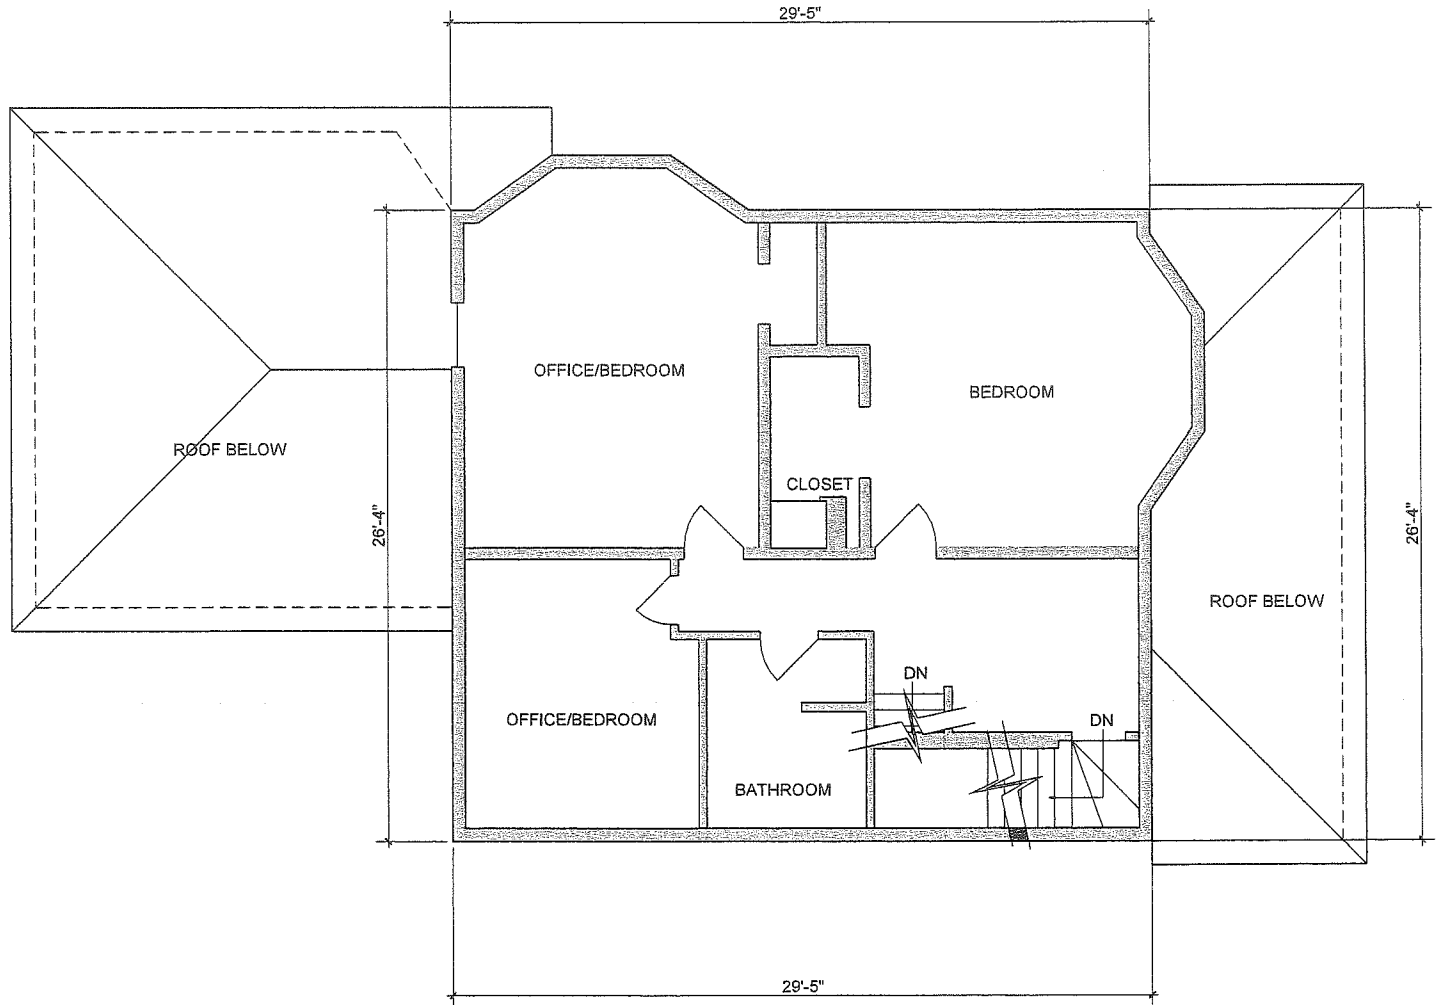 29'-5"
OFFICE/BEDROOM
BEDROOM
ROOF BELOW
CLOSET
26'-4"
26'-4"
ROOF BELOW
DN
OFFICE/BEDROOM
DN
BATHROOM
29'-5"